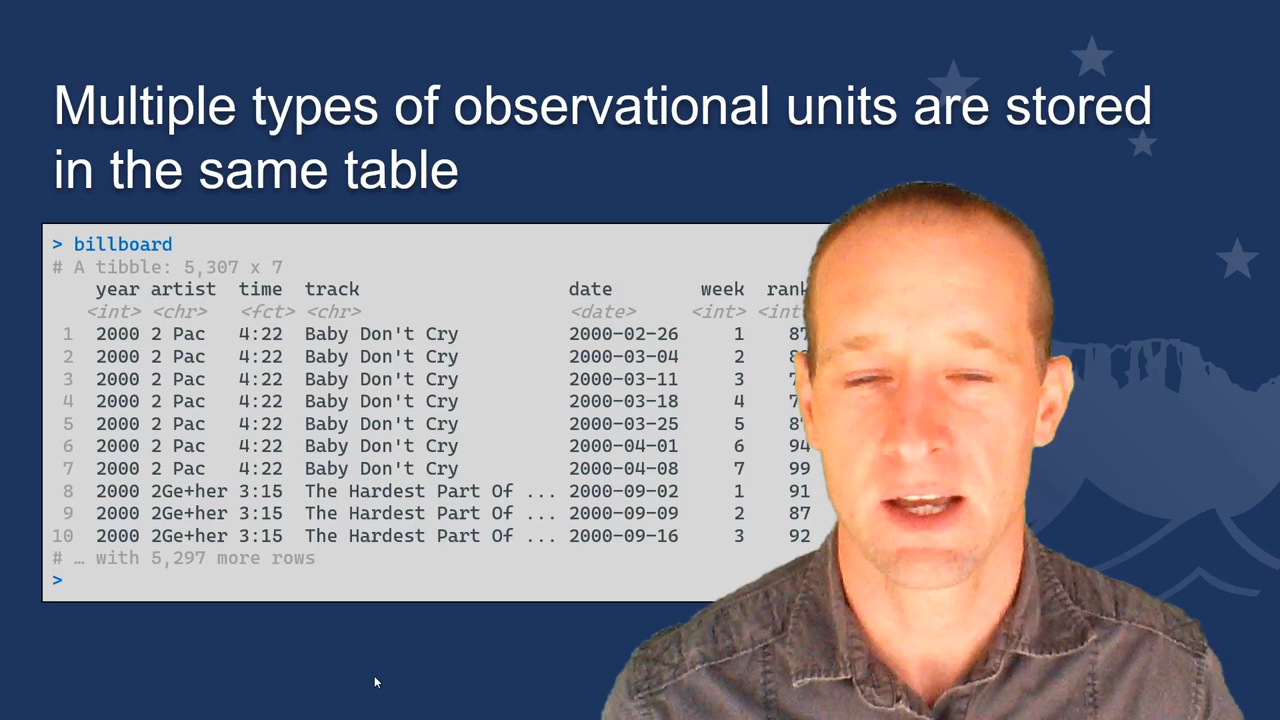 Multiple types of observational units are stored
in the same table
> billboard
# A tibble: 5,307 x 7
year artist time track date week rank
<int> <chr> <fct> <chr> <date> <int> <int
1 2000 2 Pac 4:22 Baby Don't Cry 2000-02-26 1 87
2 2000 2 Pac 4:22 Baby Don't Cry 2000-03-04 2
3 2000 2 Pac 4:22 Baby Don't Cry 2000-03-11 3
4 2000 2 Pac 4:22 Baby Don't Cry 2000-03-18 4
5 2000 2 Pac 4:22 Baby Don't Cry 2000-03-25 5 87
6 2000 2 Pac 4:22 Baby Don't Cry 2000-04-01 6 94
7 2000 2 Pac 4:22 Baby Don't Cry 2000-04-08 7 99
8 2000 2Ge+her 3:15 The Hardest Part Of ... 2000-09-02 1 91
9 2000 2Ge+her 3:15 The Hardest Part Of ... 2000-09-09 2 87
10 2000 2Ge+her 3:15 The Hardest Part Of ... 2000-09-16 3 92
# … with 5,297 more rows
>